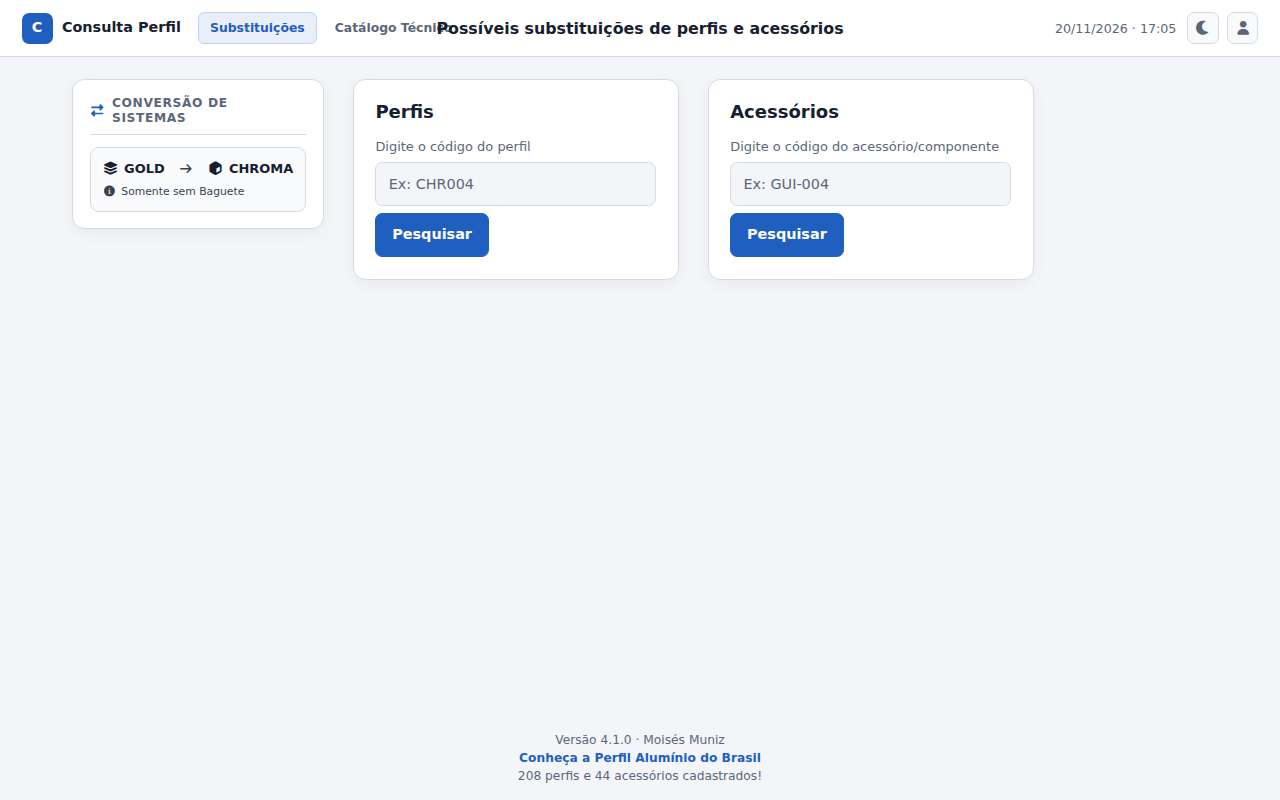 C Consulta Perfil Substituições Catálogo Técnico Possíveis substituições de perfis e acessórios 20/11/2026 · 17:05
CONVERSÃO DE
SISTEMAS
GOLD → CHROMA
Somente sem Baguete
Perfis
Digite o código do perfil
Ex: CHR004
Pesquisar
Acessórios
Digite o código do acessório/componente
Ex: GUI-004
Pesquisar
Versão 4.1.0 · Moisés Muniz
Conheça a Perfil Alumínio do Brasil
208 perfis e 44 acessórios cadastrados!